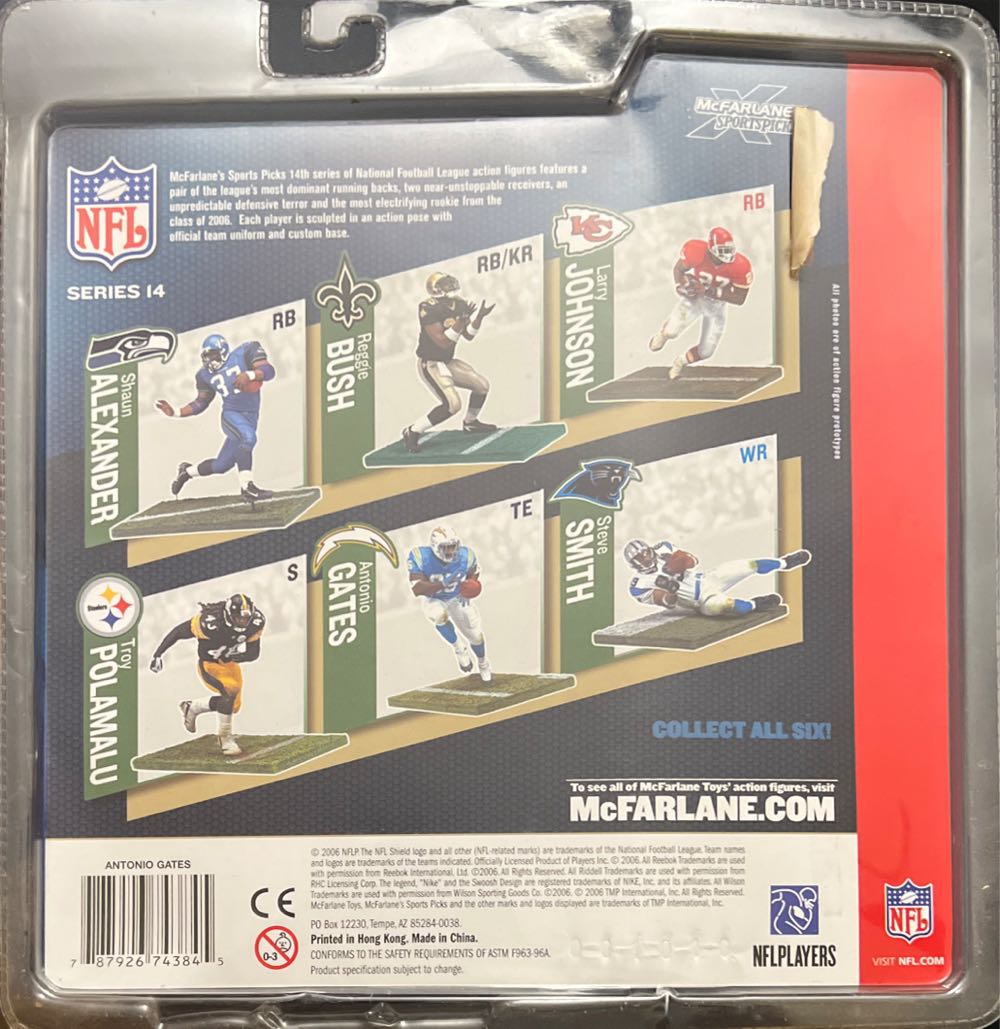 McFARLANE
SPORTSPICK
NFL
McFarlane's Sports Picks 14th series of National Football League action figures features a
pair of the league's most dominant running backs, two near-unstoppable receivers, an
unpredictable defensive terror and the most electrifying rookie from the
class of 2006. Each player is sculpted in an action pose with
official team uniform and custom base.
SERIES 14
RB
Shaun
ALEXANDER
37
RB/KR
Reggie
BUSH
RB
KC
Larry
JOHNSON
27
All photos are of action figure prototypes
S
Steelers
Troy
POLAMALU
43
TE
Antonio
GATES
85
WR
Steve
SMITH
COLLECT ALL SIX!
To see all of McFarlane Toys' action figures, visit
McFARLANE.COM
ANTONIO GATES
7 87926 74384 5
CE
0-3
© 2006 NFLP. The NFL Shield logo and all other (NFL-related marks) are trademarks of the National Football League. Team names
and logos are trademarks of the teams indicated. Officially Licensed Product of Players Inc. © 2006. All Reebok Trademarks are used
with permission from Reebok International, Ltd. ©2006. All Rights Reserved. All Riddell Trademarks are used with permission from
RHC Licensing Corp. The legend, "Nike" and the Swoosh Design are registered trademarks of NIKE, Inc. and its affiliates. All Wilson
Trademarks are used with permission from Wilson Sporting Goods Co. ©2006. © 2006 TMP International, Inc. All Rights Reserved.
McFarlane Toys, McFarlane's Sports Picks and the other marks and logos displayed are trademarks of TMP International, Inc.
PO Box 12230, Tempe, AZ 85284-0038.
Printed in Hong Kong. Made in China.
CONFORMS TO THE SAFETY REQUIREMENTS OF ASTM F963-96A.
Product specification subject to change.
NFLPLAYERS
NFL
VISIT NFL.COM